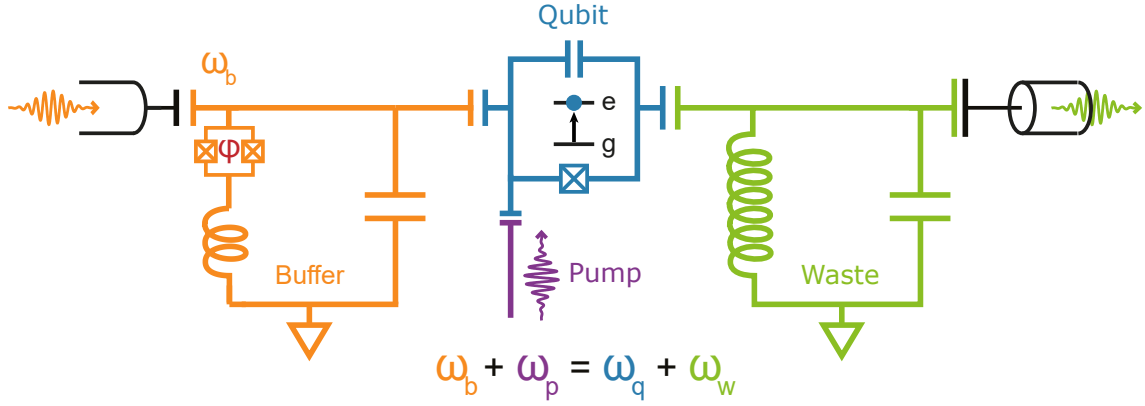 Qubit
ω_b
φ
e
g
Buffer
Pump
Waste
ω_b + ω_p = ω_q + ω_w